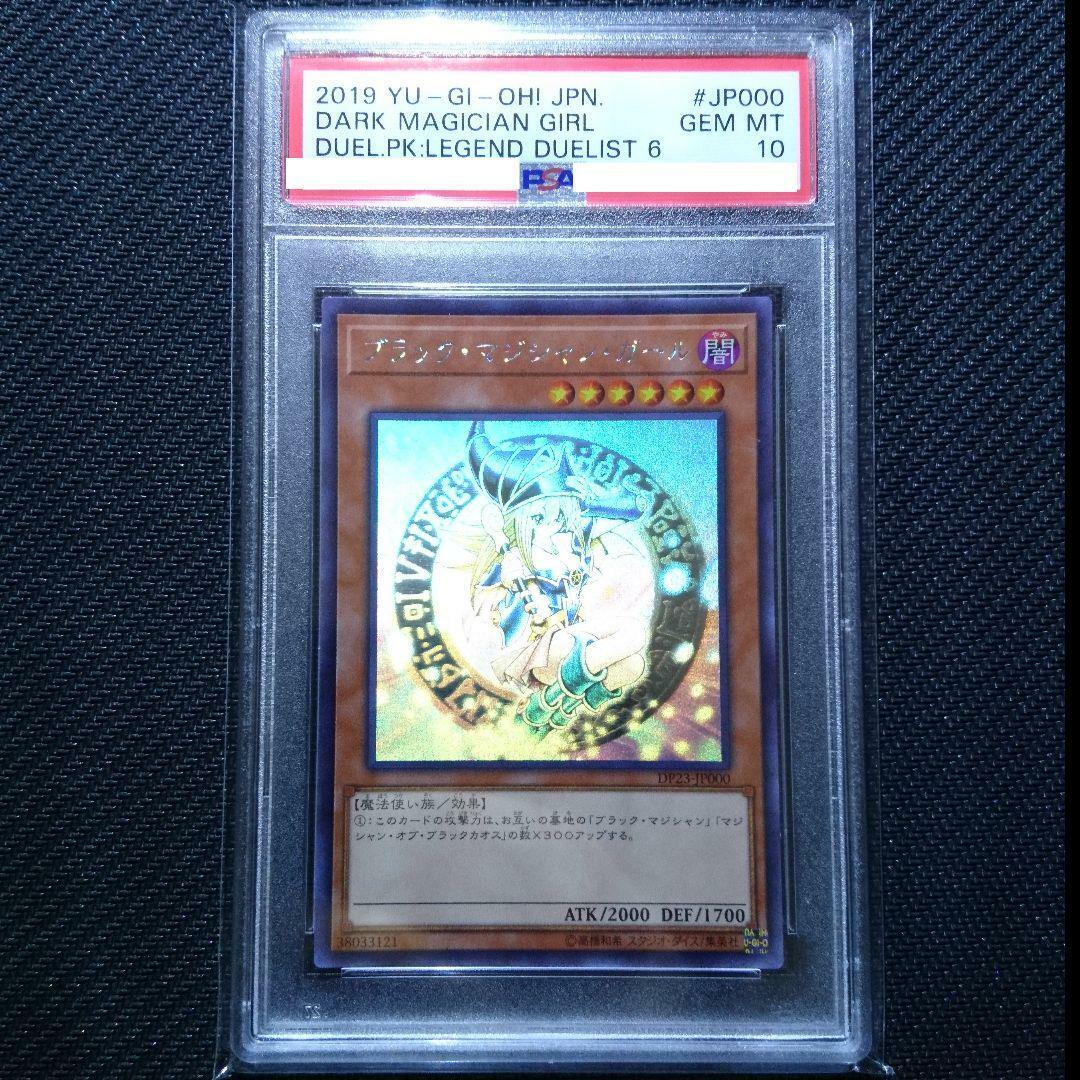 2019 YU-GI-OH! JPN. #JP000
DARK MAGICIAN GIRL GEM MT
DUEL.PK:LEGEND DUELIST 6 10
PSA
ブラック・マジシャン・ガール
やみ
闇
DP23-JP000
【魔法使い族/効果】
①:このカードの攻撃力は、お互いの墓地の「ブラック・マジシャン」「マジ
シャン・オブ・ブラックカオス」の数×300アップする。
ATK/2000 DEF/1700
38033121 ©高橋和希 スタジオ・ダイス/集英社